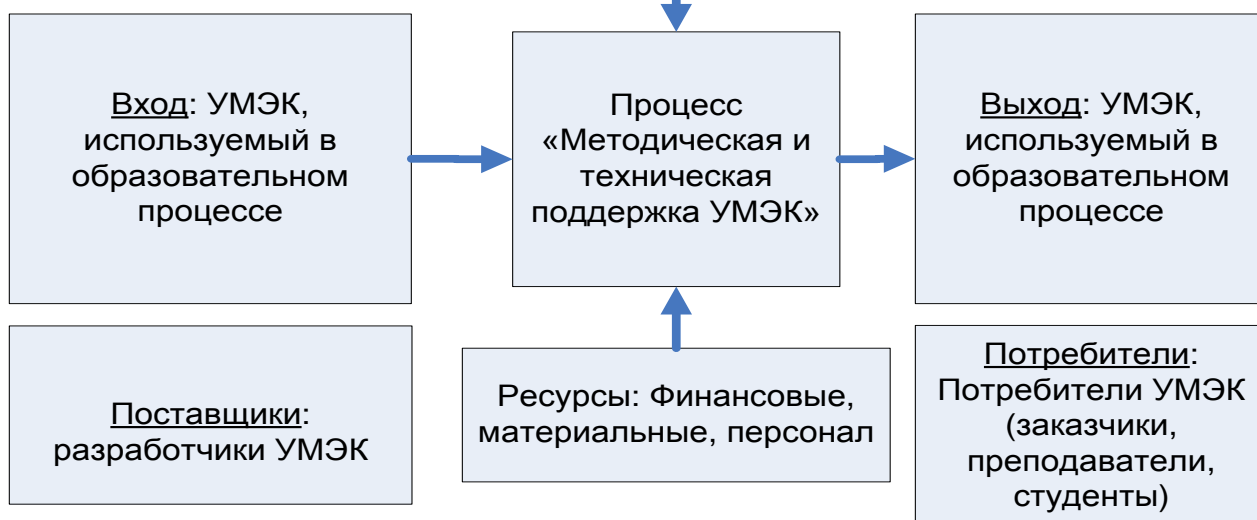 Вход: УМЭК,
используемый в
образовательном
процессе
Процесс
«Методическая и
техническая
поддержка УМЭК»
Выход: УМЭК,
используемый в
образовательном
процессе
Поставщики:
разработчики УМЭК
Ресурсы: Финансовые,
материальные, персонал
Потребители:
Потребители УМЭК
(заказчики,
преподаватели,
студенты)